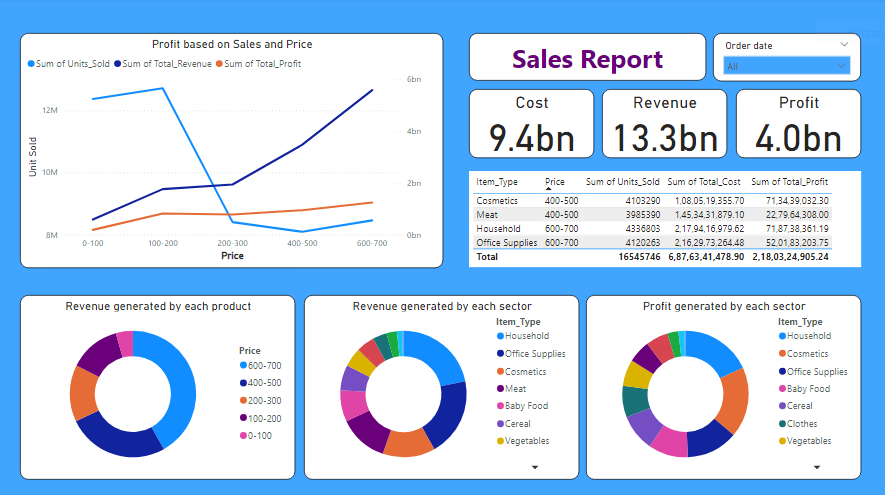 Profit based on Sales and Price
Sum of Units_Sold Sum of Total_Revenue Sum of Total_Profit
6bn
12M
4bn
Unit Sold
10M
2bn
8M
0bn
0-100 100-200 200-300 400-500 600-700
Price
Sales Report
Order date
All
Cost
9.4bn
Revenue
13.3bn
Profit
4.0bn
Item_Type Price Sum of Units_Sold Sum of Total_Cost Sum of Total_Profit
Cosmetics 400-500 4103290 1,08,05,19,355.70 71,34,39,032.30
Meat 400-500 3985390 1,45,34,31,879.10 22,79,64,308.00
Household 600-700 4336803 2,17,94,16,979.62 71,87,38,361.19
Office Supplies 600-700 4120263 2,16,29,73,264.48 52,01,83,203.75
Total 16545746 6,87,63,41,478.90 2,18,03,24,905.24
Revenue generated by each product
Price
600-700
400-500
200-300
100-200
0-100
Revenue generated by each sector
Item_Type
Household
Office Supplies
Cosmetics
Meat
Baby Food
Cereal
Vegetables
Profit generated by each sector
Item_Type
Household
Cosmetics
Office Supplies
Baby Food
Cereal
Clothes
Vegetables